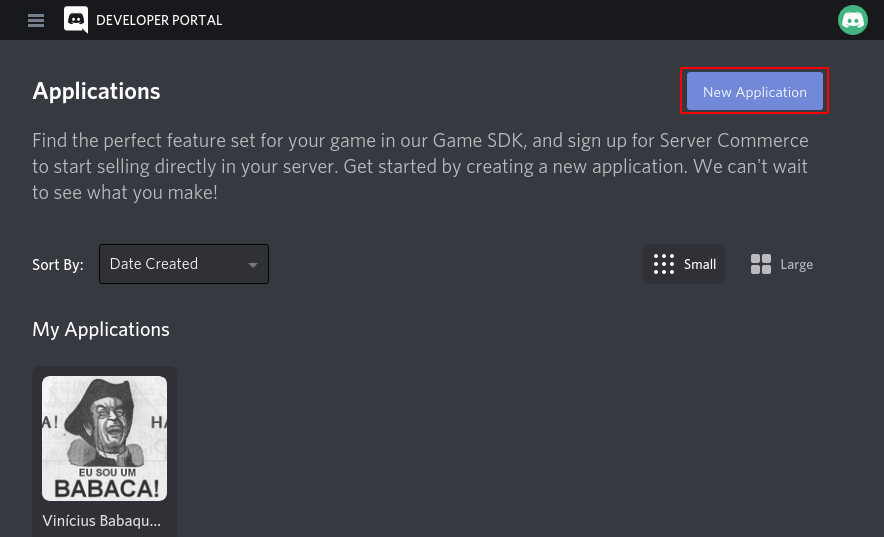 DEVELOPER PORTAL
Applications
New Application
Find the perfect feature set for your game in our Game SDK, and sign up for Server Commerce
to start selling directly in your server. Get started by creating a new application. We can't wait
to see what you make!
Sort By:
Date Created
Small
Large
My Applications
A!
HA
EU SOU UM
BABACA!
Vinícius Babaqu...